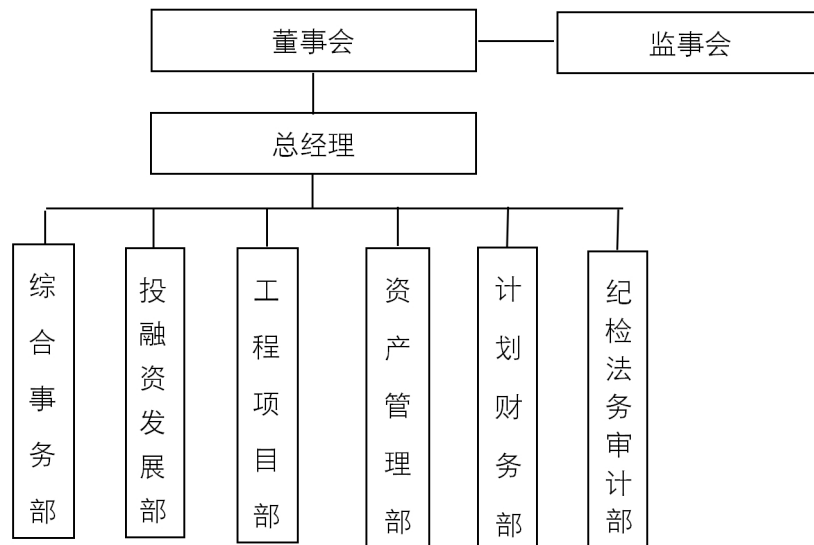 董事会
监事会
总经理
综合事务部
投融资发展部
工程项目部
资产管理部
计划财务部
纪检法务审计部